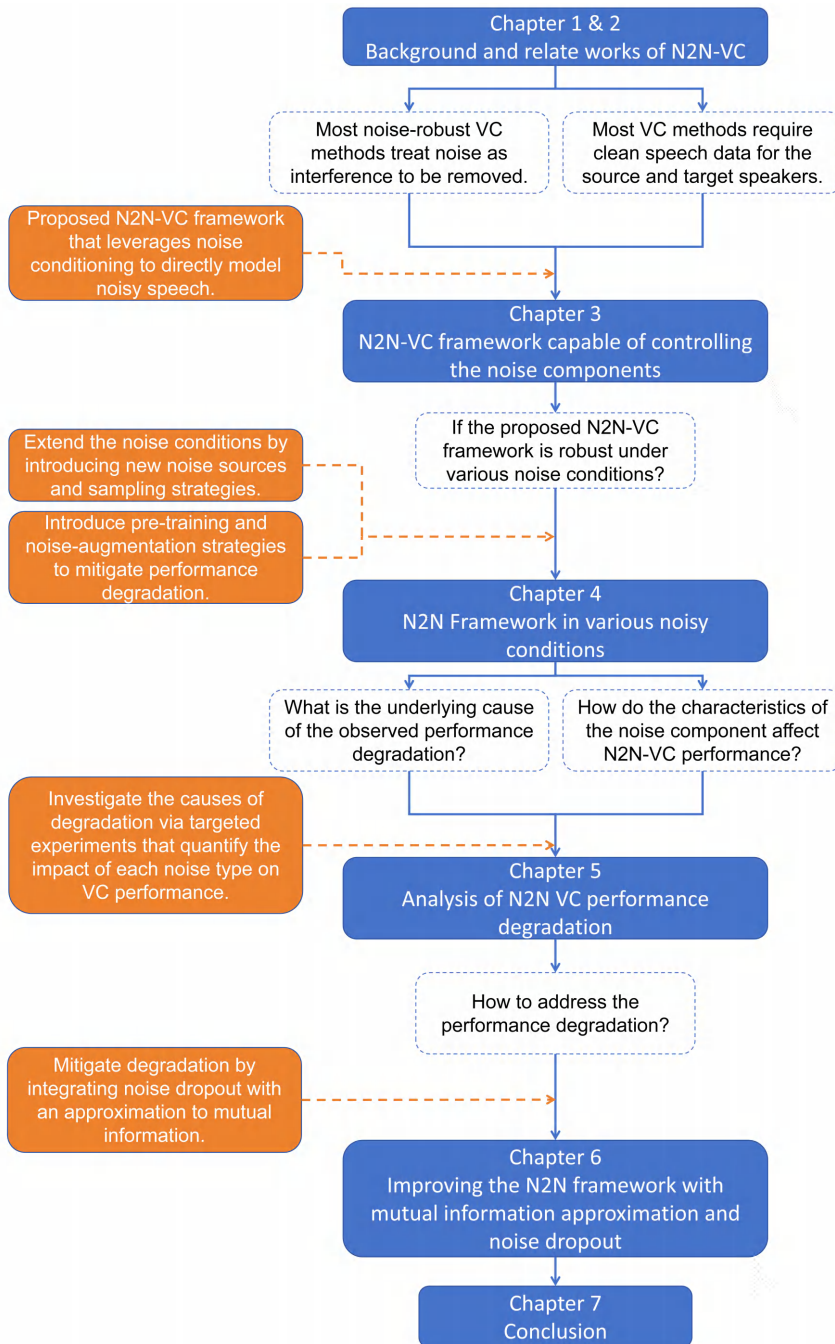 Chapter 1 & 2
Background and relate works of N2N-VC
Most noise-robust VC
methods treat noise as
interference to be removed.
Most VC methods require
clean speech data for the
source and target speakers.
Proposed N2N-VC framework
that leverages noise
conditioning to directly model
noisy speech.
Chapter 3
N2N-VC framework capable of controlling
the noise components
If the proposed N2N-VC
framework is robust under
various noise conditions?
Extend the noise conditions by
introducing new noise sources
and sampling strategies.
Introduce pre-training and
noise-augmentation strategies
to mitigate performance
degradation.
Chapter 4
N2N Framework in various noisy
conditions
What is the underlying cause
of the observed performance
degradation?
How do the characteristics of
the noise component affect
N2N-VC performance?
Investigate the causes of
degradation via targeted
experiments that quantify the
impact of each noise type on
VC performance.
Chapter 5
Analysis of N2N VC performance
degradation
How to address the
performance degradation?
Mitigate degradation by
integrating noise dropout with
an approximation to mutual
information.
Chapter 6
Improving the N2N framework with
mutual information approximation and
noise dropout
Chapter 7
Conclusion